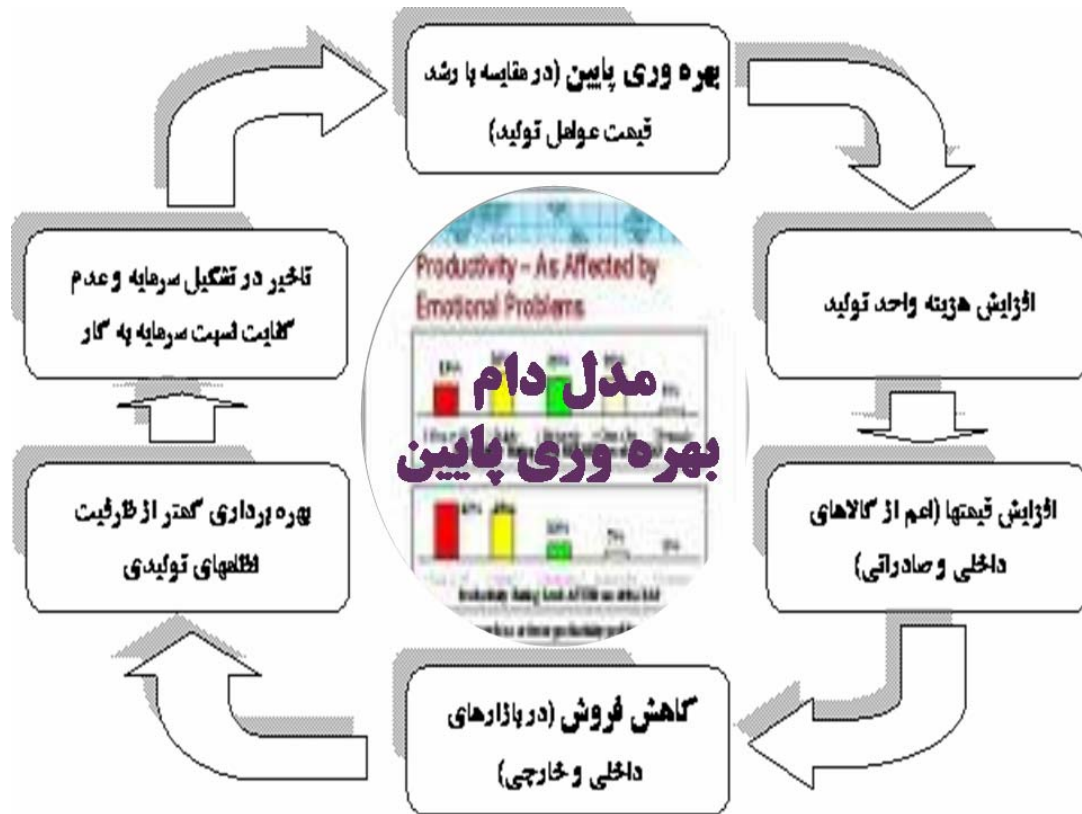 بهره وری پایین (در مقایسه با رشد
قیمت عوامل تولید)
افزایش هزینه واحد تولید
افزایش قیمتها (اعم از کالاهای
داخلی و صادراتی)
کاهش فروش (در بازارهای
داخلی و خارجی)
بهره برداری کمتر از ظرفیت
نظامهای تولیدی
تاخیر در تشکیل سرمایه و عدم
کفایت نسبت سرمایه به کار
Productivity – As Affected by
Emotional Problems
مدل دام
بهره وری پایین